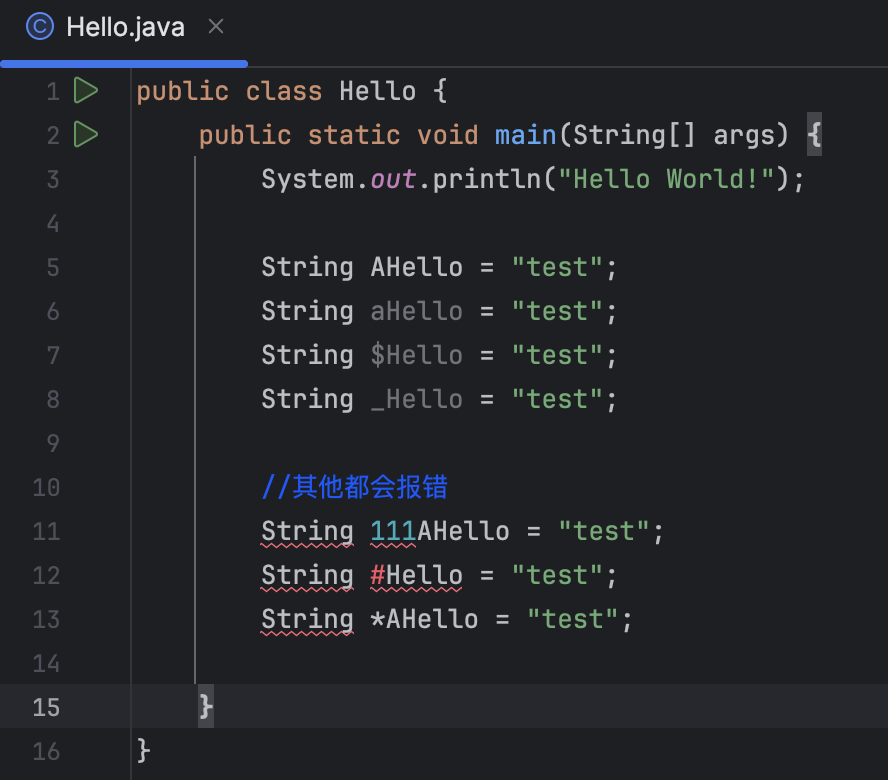 Hello.java
1 public class Hello {
2 public static void main(String[] args) {
3 System.out.println("Hello World!");
4
5 String AHello = "test";
6 String aHello = "test";
7 String $Hello = "test";
8 String _Hello = "test";
9
10 //其他都会报错
11 String 111AHello = "test";
12 String #Hello = "test";
13 String *AHello = "test";
14
15 }
16 }